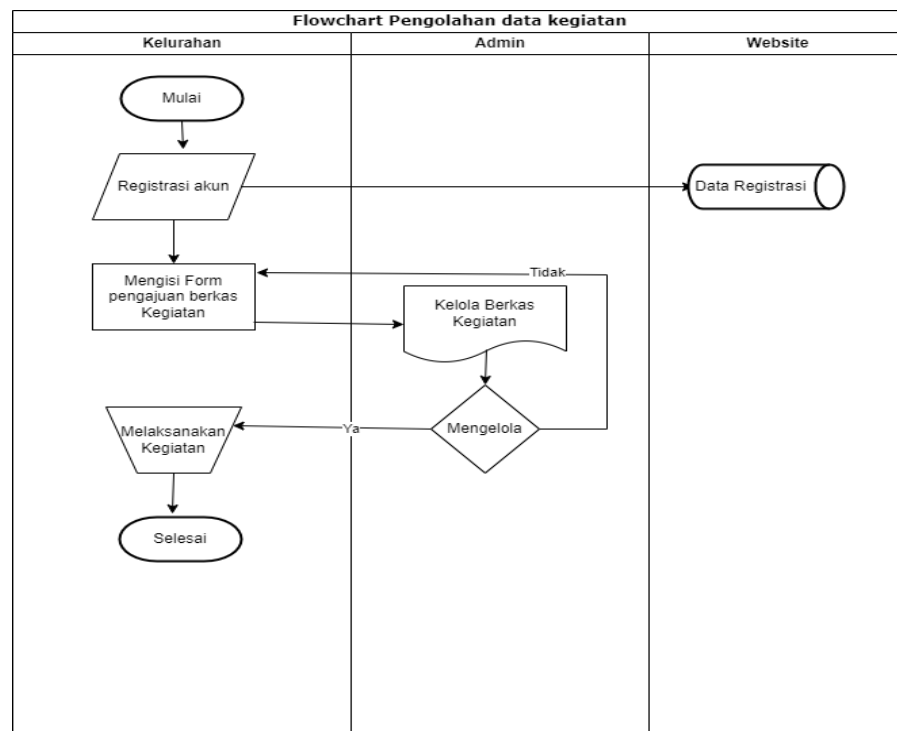 Flowchart Pengolahan data kegiatan
Kelurahan
Admin
Website
Mulai
Registrasi akun
Data Registrasi
Mengisi Form
pengajuan berkas
Kegiatan
Tidak
Kelola Berkas
Kegiatan
Melaksanakan
Kegiatan
Ya
Mengelola
Selesai